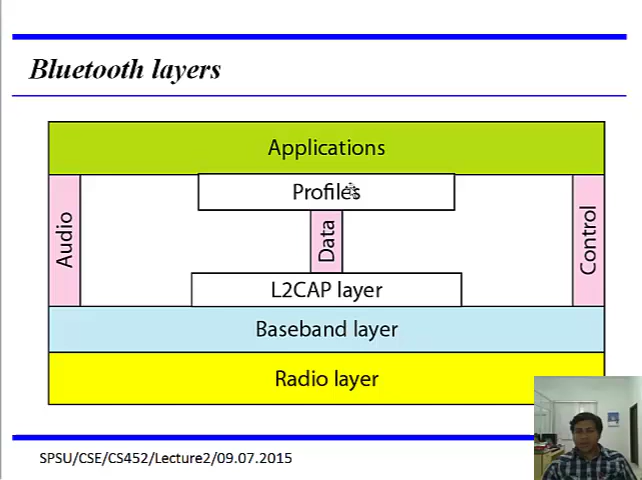 Bluetooth layers
Applications
Profiles
Audio
Data
Control
L2CAP layer
Baseband layer
Radio layer
SPSU/CSE/CS452/Lecture2/09.07.2015